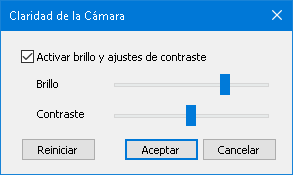 Claridad de la Cámara
Activar brillo y ajustes de contraste
Brillo
Contraste
Reiniciar Aceptar Cancelar